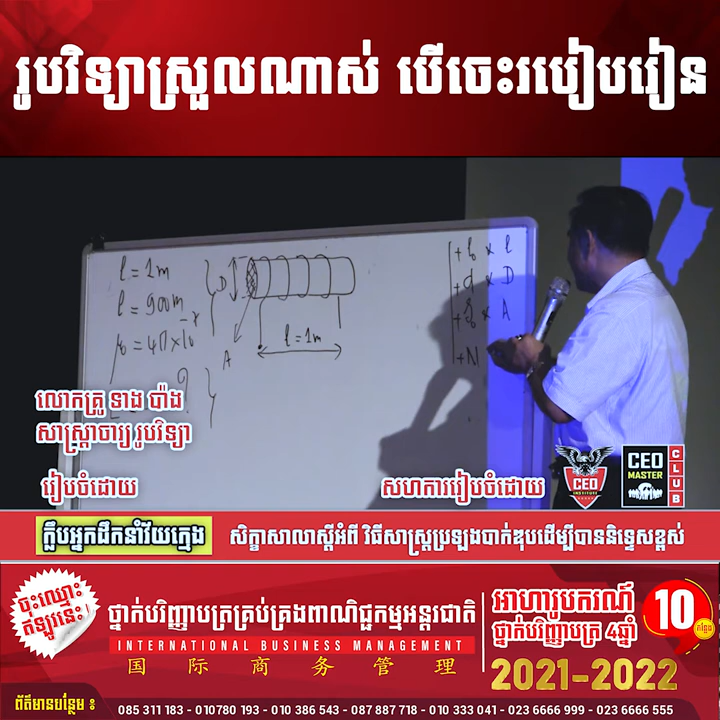 រូបវិទ្យាស្រួលណាស់ បើចេះរបៀបរៀន
l = 1m
l = 900m
D
A
l = 1m
លោកគ្រូ ទាង ប៉ាង
សាស្ត្រាចារ្យ រូបវិទ្យា
រៀបចំដោយ
សហការរៀបចំដោយ
CEO
INSTITUTE
CEO
MASTER
CLUB
ក្លឹបអ្នកដឹកនាំវ័យក្មេង
សិក្ខាសាលាស្តីអំពី វិធីសាស្ត្រប្រឡងបាក់ឌុបដើម្បីបាននិទ្ទេសខ្ពស់
ចុះឈ្មោះ
ឥឡូវនេះ!
ថ្នាក់បរិញ្ញាបត្រគ្រប់គ្រងពាណិជ្ជកម្មអន្តរជាតិ
INTERNATIONAL BUSINESS MANAGEMENT
国际商务管理
អាហារូបករណ៍
ថ្នាក់បរិញ្ញាបត្រ 4ឆ្នាំ
10
កន្លែង
2021-2022
ព័ត៌មានបន្ថែម ៖
085 311 183 - 010780 193 - 010 386 543 - 087 887 718 - 010 333 041 - 023 6666 999 - 023 6666 555